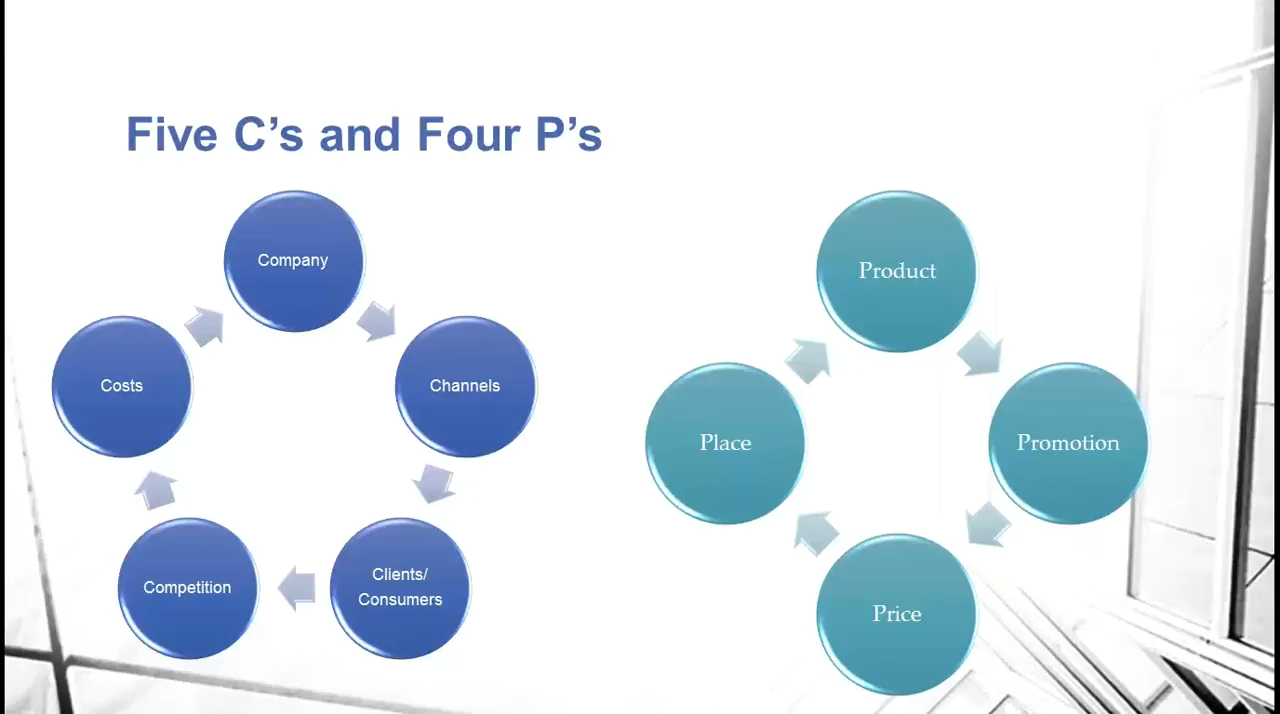 Five C’s and Four P’s
Company
Channels
Clients/
Consumers
Competition
Costs
Product
Promotion
Price
Place